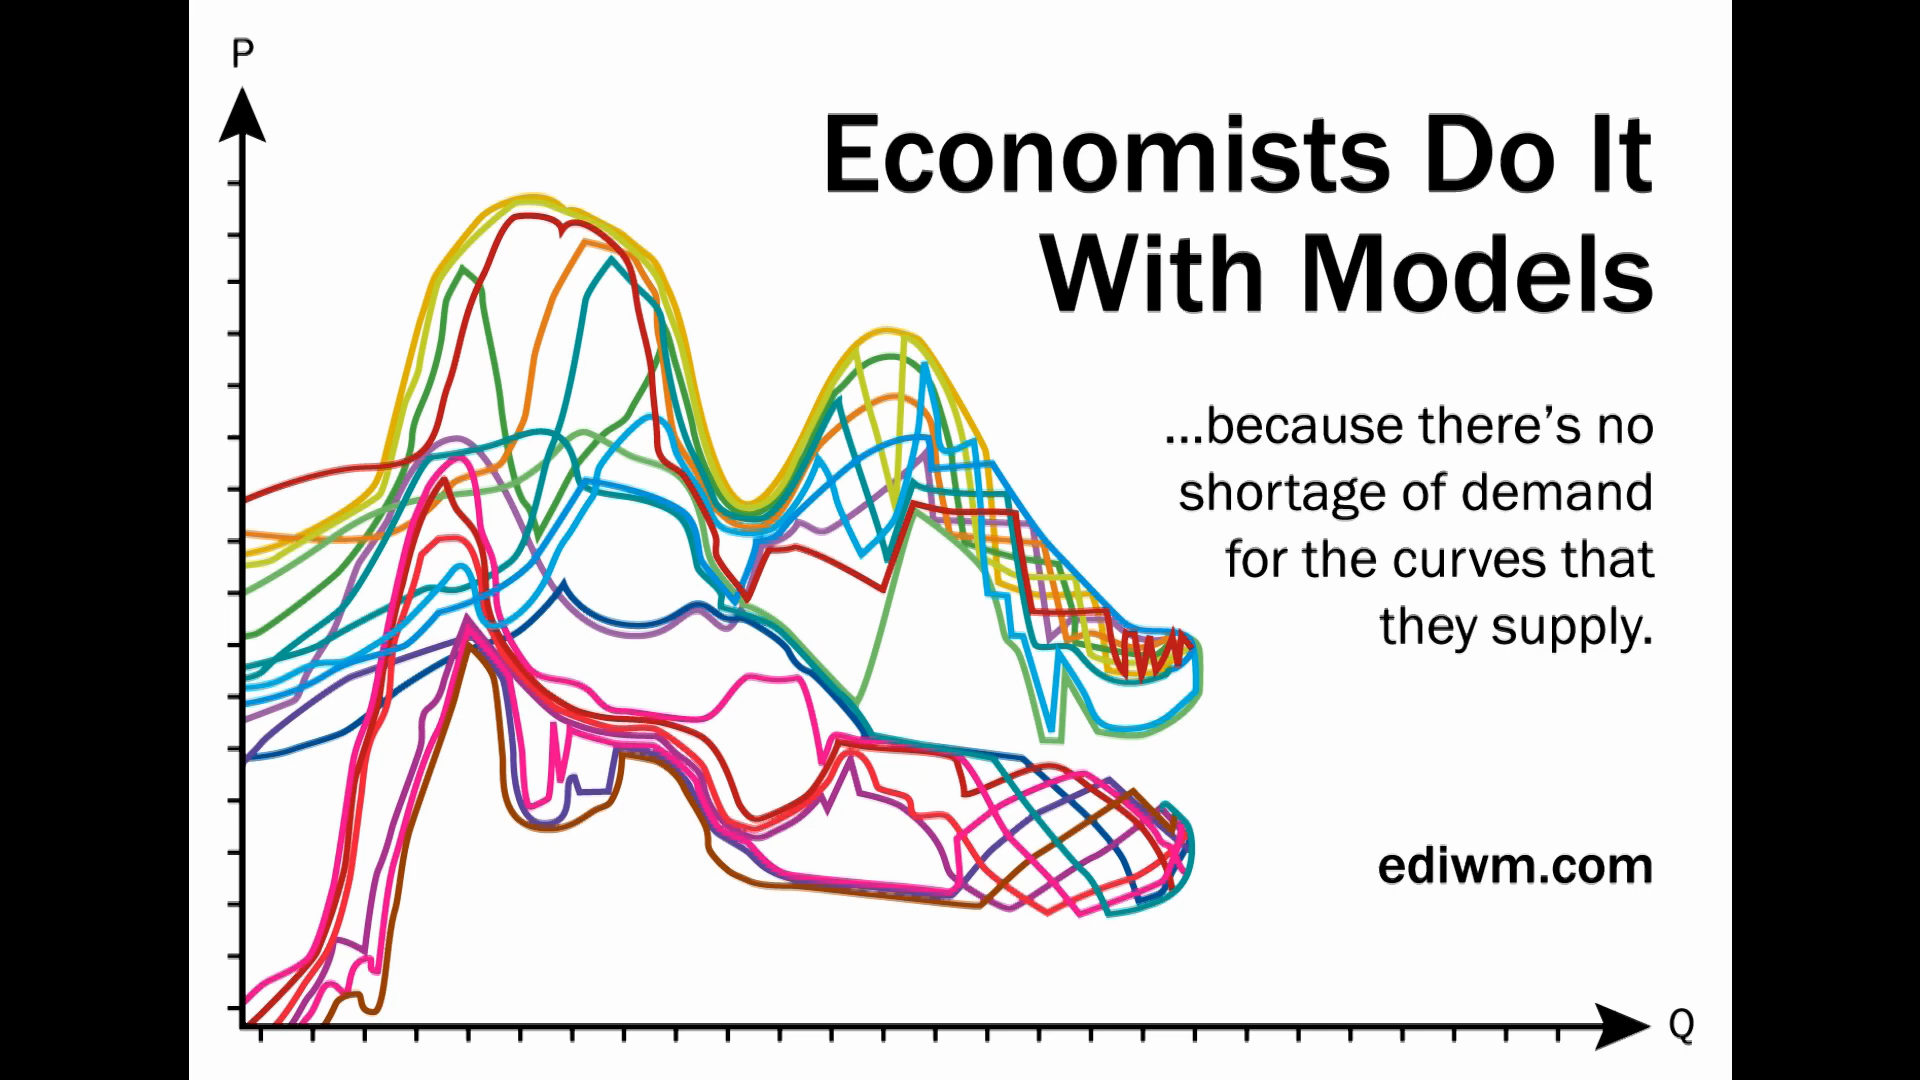 P
Economists Do It
With Models
...because there’s no
shortage of demand
for the curves that
they supply.
ediwm.com
Q